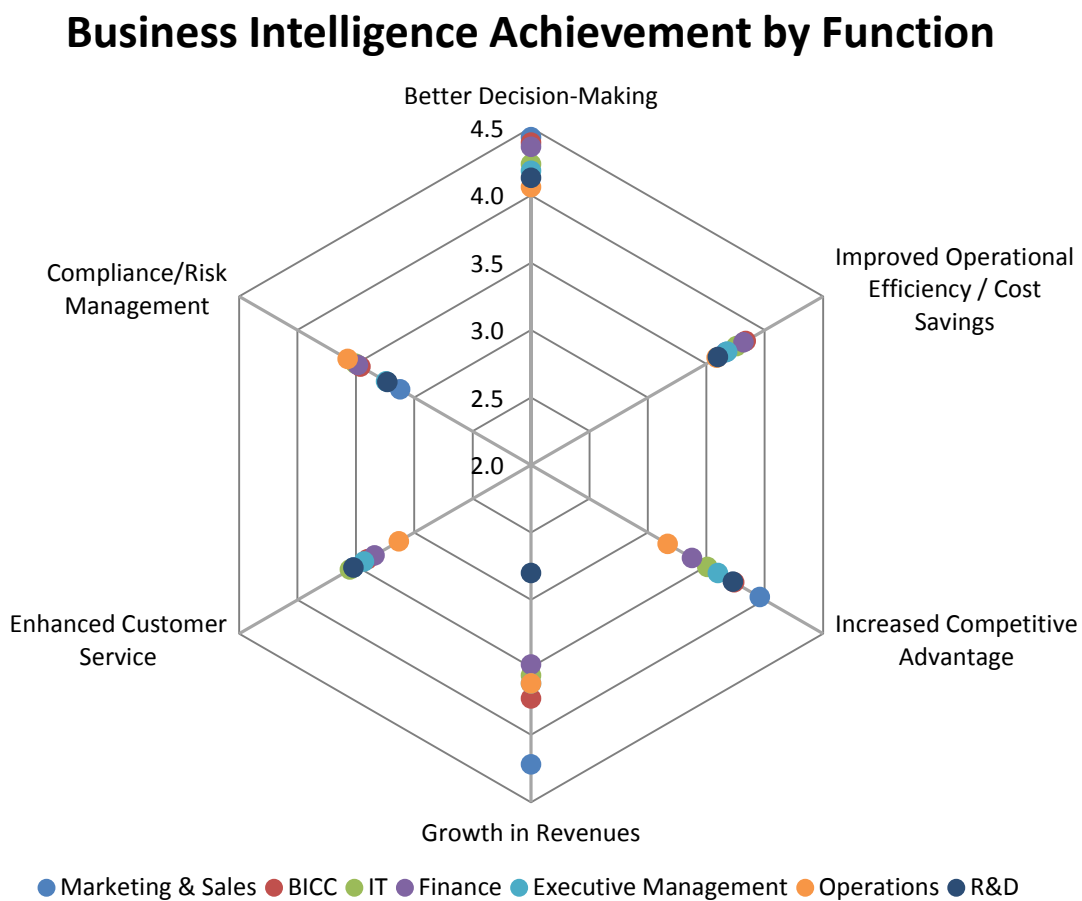 Business Intelligence Achievement by Function
Better Decision-Making
4.5
4.0
3.5
3.0
2.5
2.0
Improved Operational
Efficiency / Cost
Savings
Compliance/Risk
Management
Enhanced Customer
Service
Increased Competitive
Advantage
Growth in Revenues
Marketing & Sales BICC IT Finance Executive Management Operations R&D